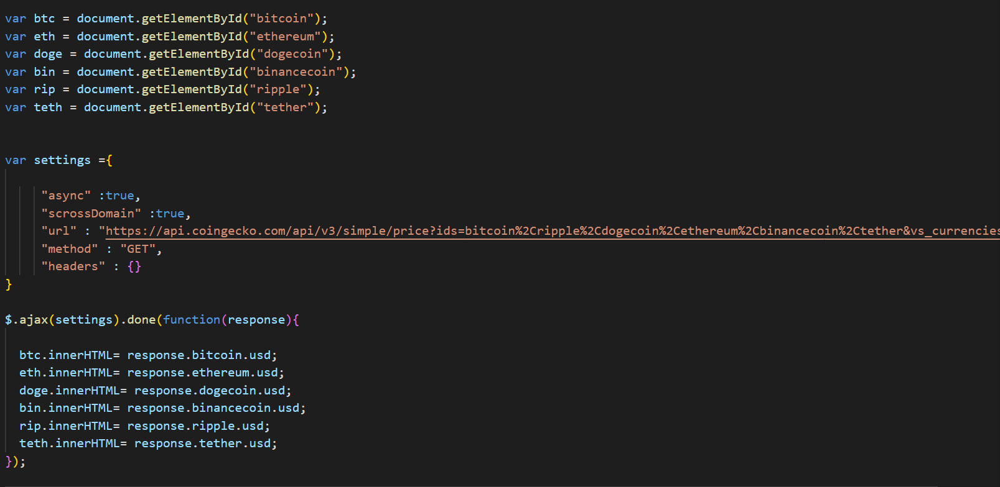 var btc = document.getElementById("bitcoin");
var eth = document.getElementById("ethereum");
var doge = document.getElementById("dogecoin");
var bin = document.getElementById("binancecoin");
var rip = document.getElementById("ripple");
var teth = document.getElementById("tether");
var settings ={
"async" :true,
"scrossDomain" :true,
"url" : "https://api.coingecko.com/api/v3/simple/price?ids=bitcoin%2Cripple%2Cdogecoin%2Cethereum%2Cbinancecoin%2Ctether&vs_currencies
"method" : "GET",
"headers" : {}
}
$.ajax(settings).done(function(response){
btc.innerHTML= response.bitcoin.usd;
eth.innerHTML= response.ethereum.usd;
doge.innerHTML= response.dogecoin.usd;
bin.innerHTML= response.binancecoin.usd;
rip.innerHTML= response.ripple.usd;
teth.innerHTML= response.tether.usd;
});